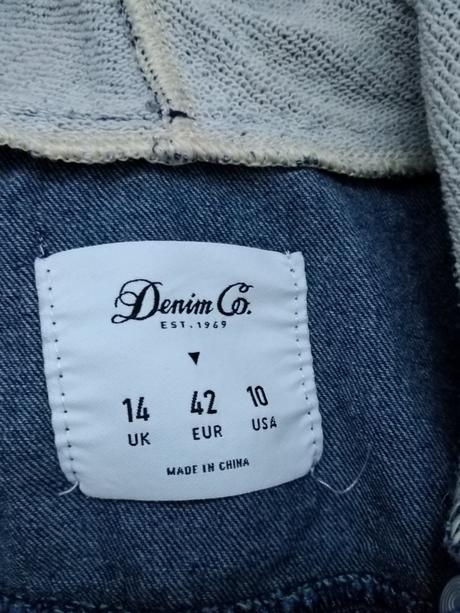 Denim Co.
EST. 1969
14 42 10
UK EUR USA
MADE IN CHINA